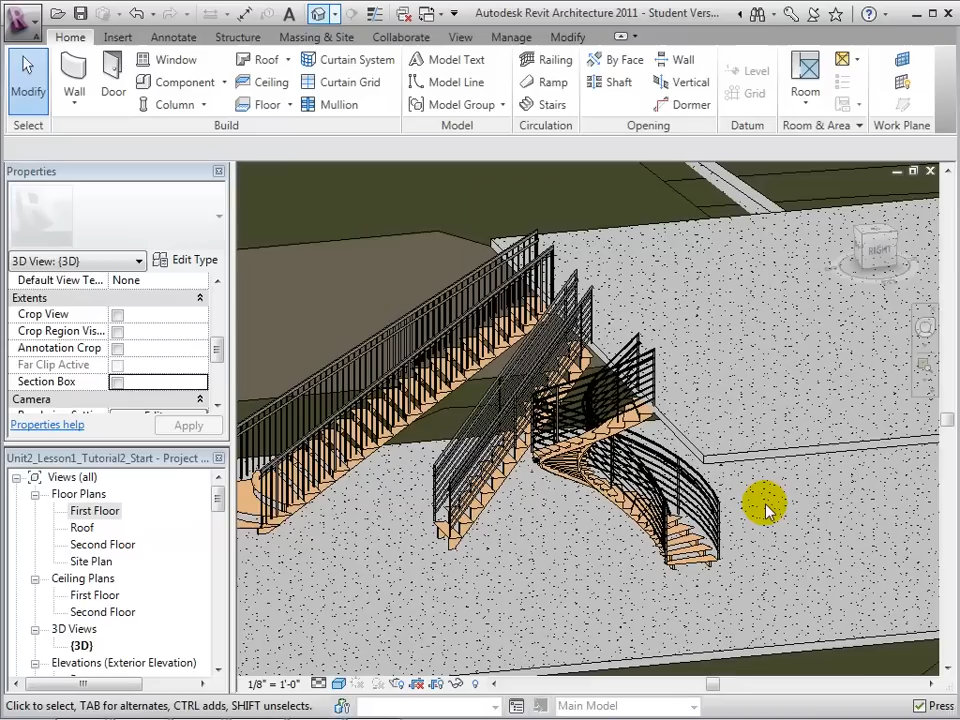 Autodesk Revit Architecture 2011 - Student Vers...
Home Insert Annotate Structure Massing & Site Collaborate View Manage Modify
Modify
Wall
Door
Window
Component
Column
Roof
Ceiling
Floor
Curtain System
Curtain Grid
Mullion
Model Text
Model Line
Model Group
Railing
Ramp
Stairs
By Face
Shaft
Wall
Vertical
Dormer
Level
Grid
Room
Select Build Model Circulation Opening Datum Room & Area Work Plane
Properties
3D View: {3D}
Edit Type
Default View Te... None
Extents
Crop View
Crop Region Vis...
Annotation Crop
Far Clip Active
Section Box
Camera
Properties help
Apply
Unit2_Lesson1_Tutorial2_Start - Project ...
Views (all)
Floor Plans
First Floor
Roof
Second Floor
Site Plan
Ceiling Plans
First Floor
Second Floor
3D Views
{3D}
Elevations (Exterior Elevation)
RIGHT
1/8" = 1'-0"
Click to select, TAB for alternates, CTRL adds, SHIFT unselects.
Main Model
Press